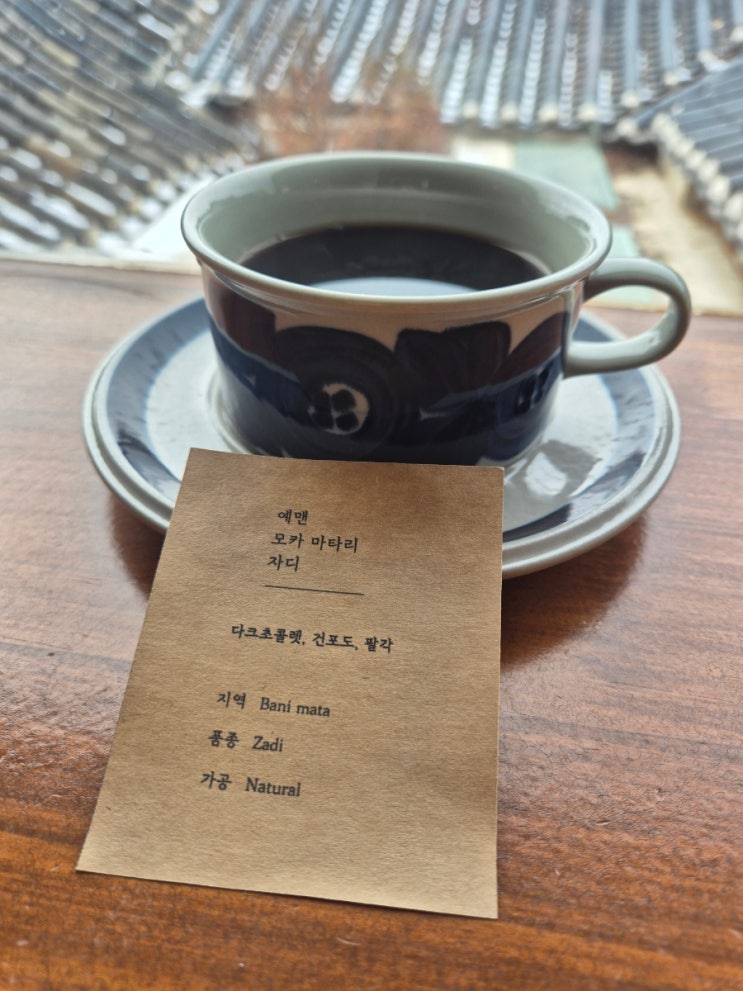 예맨
모카 마타리
자디
다크초콜렛, 건포도, 팔각
지역 Bani mata
품종 Zadi
가공 Natural